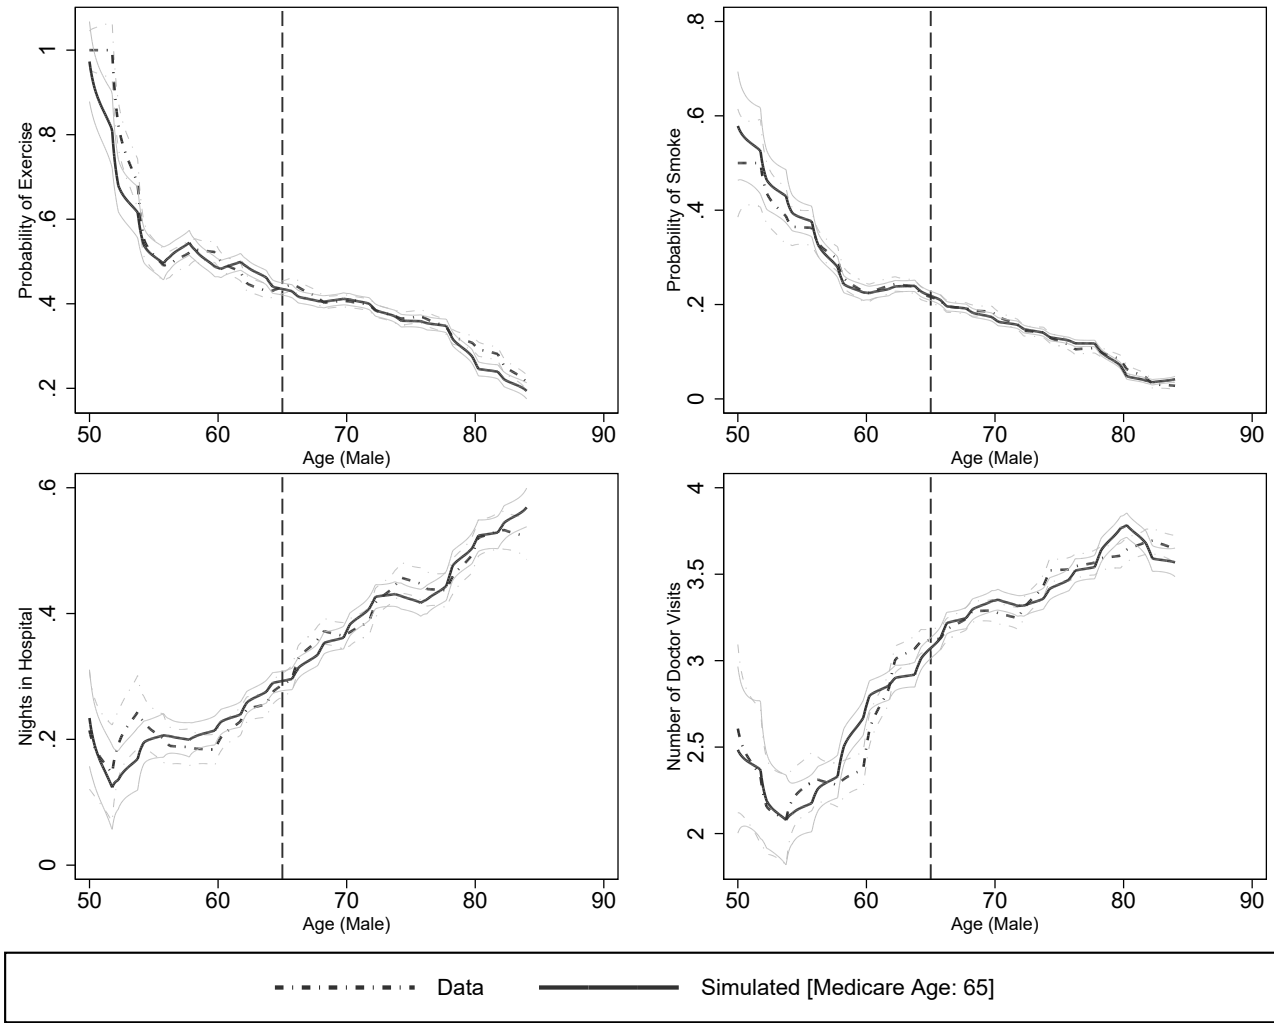 Probability of Exercise
1
.8
.6
.4
.2
50 60 70 80 90
Age (Male)
Probability of Smoke
.8
.6
.4
.2
0
50 60 70 80 90
Age (Male)
Nights in Hospital
.6
.4
.2
0
50 60 70 80 90
Age (Male)
Number of Doctor Visits
4
3.5
3
2.5
2
50 60 70 80 90
Age (Male)
Data Simulated [Medicare Age: 65]